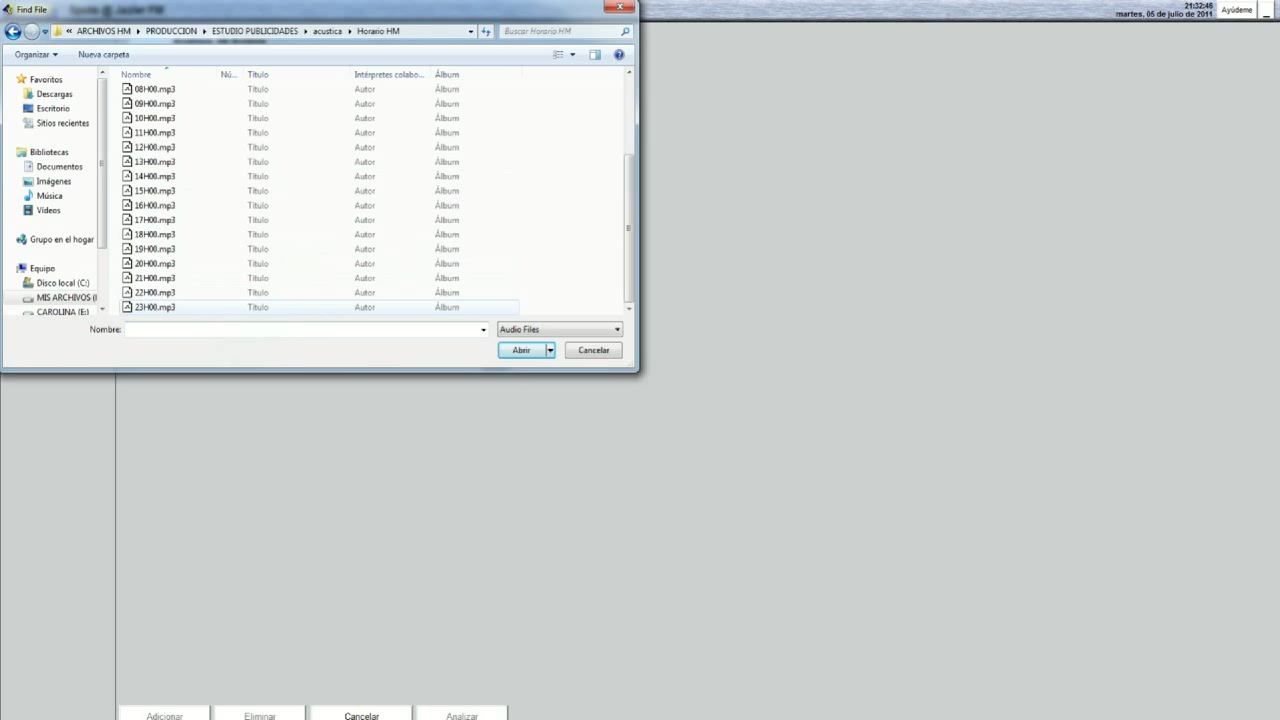 Find File
Spots @ Jazler FM
21:32:46
martes, 05 de julio de 2011
Ayúdeme
_
« ARCHIVOS HM ▸ PRODUCCION ▸ ESTUDIO PUBLICIDADES ▸ acustica ▸ Horario HM
Buscar Horario HM
Organizar ▾ Nueva carpeta
Favoritos
Descargas
Escritorio
Sitios recientes
Bibliotecas
Documentos
Imágenes
Música
Vídeos
Grupo en el hogar
Equipo
Disco local (C:)
MIS ARCHIVOS (
CAROLINA (E:)
Nombre Nú... Título Intérpretes colabo... Álbum
08H00.mp3 Título Autor Álbum
09H00.mp3 Título Autor Álbum
10H00.mp3 Título Autor Álbum
11H00.mp3 Título Autor Álbum
12H00.mp3 Título Autor Álbum
13H00.mp3 Título Autor Álbum
14H00.mp3 Título Autor Álbum
15H00.mp3 Título Autor Álbum
16H00.mp3 Título Autor Álbum
17H00.mp3 Título Autor Álbum
18H00.mp3 Título Autor Álbum
19H00.mp3 Título Autor Álbum
20H00.mp3 Título Autor Álbum
21H00.mp3 Título Autor Álbum
22H00.mp3 Título Autor Álbum
23H00.mp3 Título Autor Álbum
Nombre:
Audio Files
Abrir
Cancelar
Adicionar Eliminar Cancelar Analizar